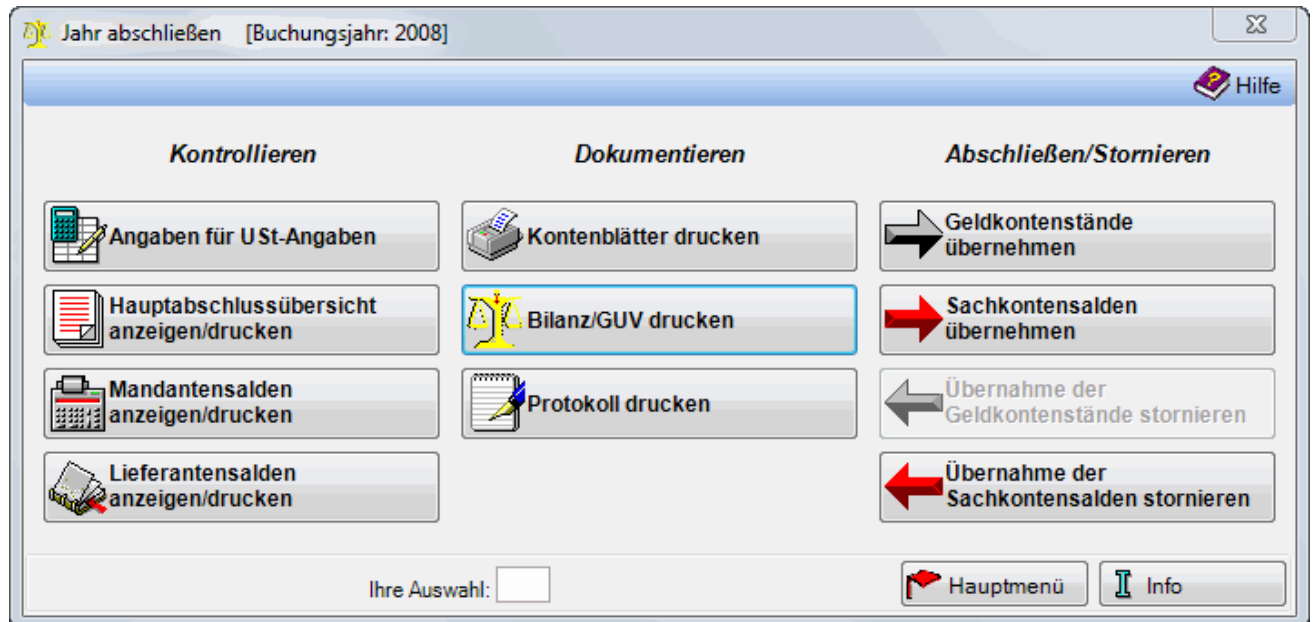 Jahr abschließen [Buchungsjahr: 2008]
Hilfe
Kontrollieren
Angaben für USt-Angaben
Hauptabschlussübersicht
anzeigen/drucken
Mandantensalden
anzeigen/drucken
Lieferantensalden
anzeigen/drucken
Dokumentieren
Kontenblätter drucken
Bilanz/GUV drucken
Protokoll drucken
Abschließen/Stornieren
Geldkontenstände
übernehmen
Sachkontensalden
übernehmen
Übernahme der
Geldkontenstände stornieren
Übernahme der
Sachkontensalden stornieren
Ihre Auswahl:
Hauptmenü
Info